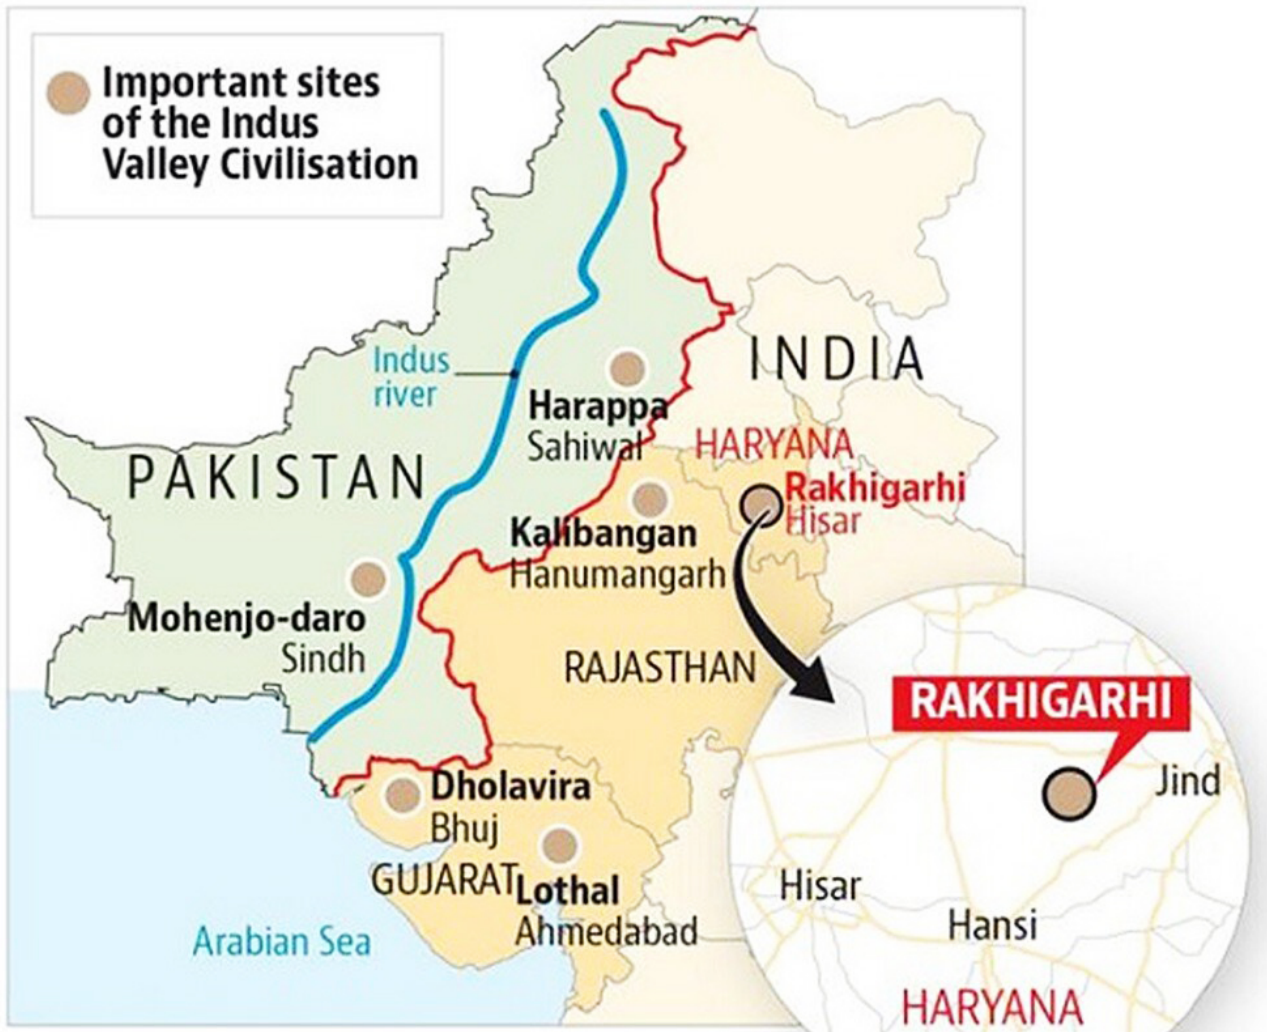 Important sites
of the Indus
Valley Civilisation
Indus
river
INDIA
Harappa
Sahiwal
HARYANA
PAKISTAN
Rakhigarhi
Hisar
Kalibangan
Hanumangarh
Mohenjo-daro
Sindh
RAJASTHAN
RAKHIGARHI
Jind
Dholavira
Bhuj
GUJARAT
Lothal
Ahmedabad
Hisar
Hansi
Arabian Sea
HARYANA